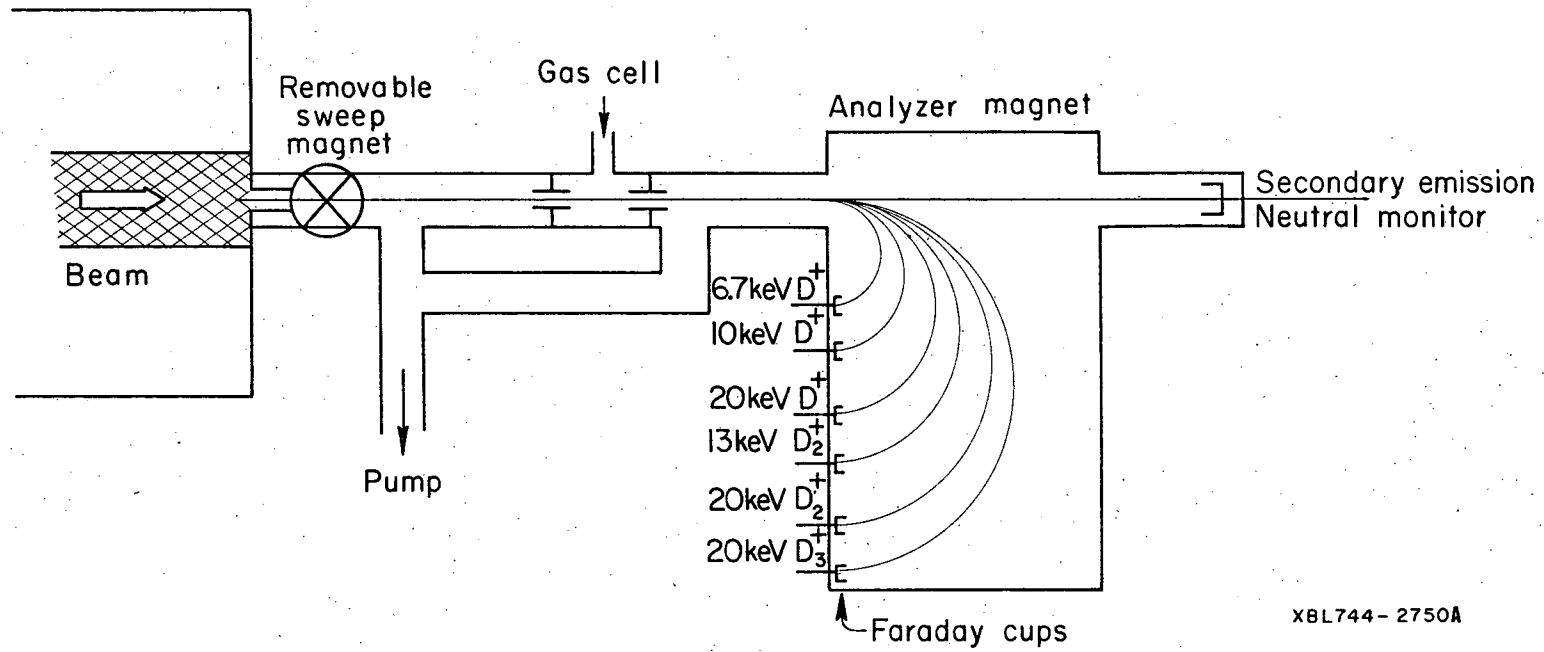 Gas cell
Removable
sweep
magnet
Analyzer magnet
Beam
Secondary emission
Neutral monitor
6.7keV D+
10keV D+
20keV D+
13keV D2+
20keV D2+
20keV D3+
Pump
Faraday cups
XBL744-2750A